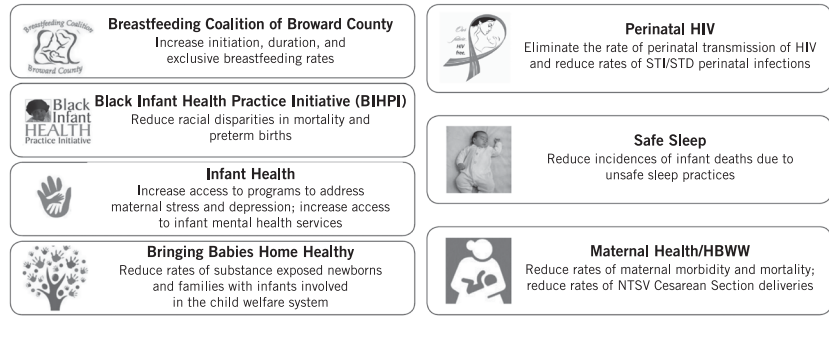 Breastfeeding Coalition
Broward County
Breastfeeding Coalition of Broward County
Increase initiation, duration, and
exclusive breastfeeding rates
Black
Infant
HEALTH
Practice Initiative
Black Infant Health Practice Initiative (BIHPI)
Reduce racial disparities in mortality and
preterm births
Infant Health
Increase access to programs to address
maternal stress and depression; increase access
to infant mental health services
Bringing Babies Home Healthy
Reduce rates of substance exposed newborns
and families with infants involved
in the child welfare system
HIV
free.
Perinatal HIV
Eliminate the rate of perinatal transmission of HIV
and reduce rates of STI/STD perinatal infections
Safe Sleep
Reduce incidences of infant deaths due to
unsafe sleep practices
Maternal Health/HBWW
Reduce rates of maternal morbidity and mortality;
reduce rates of NTSV Cesarean Section deliveries